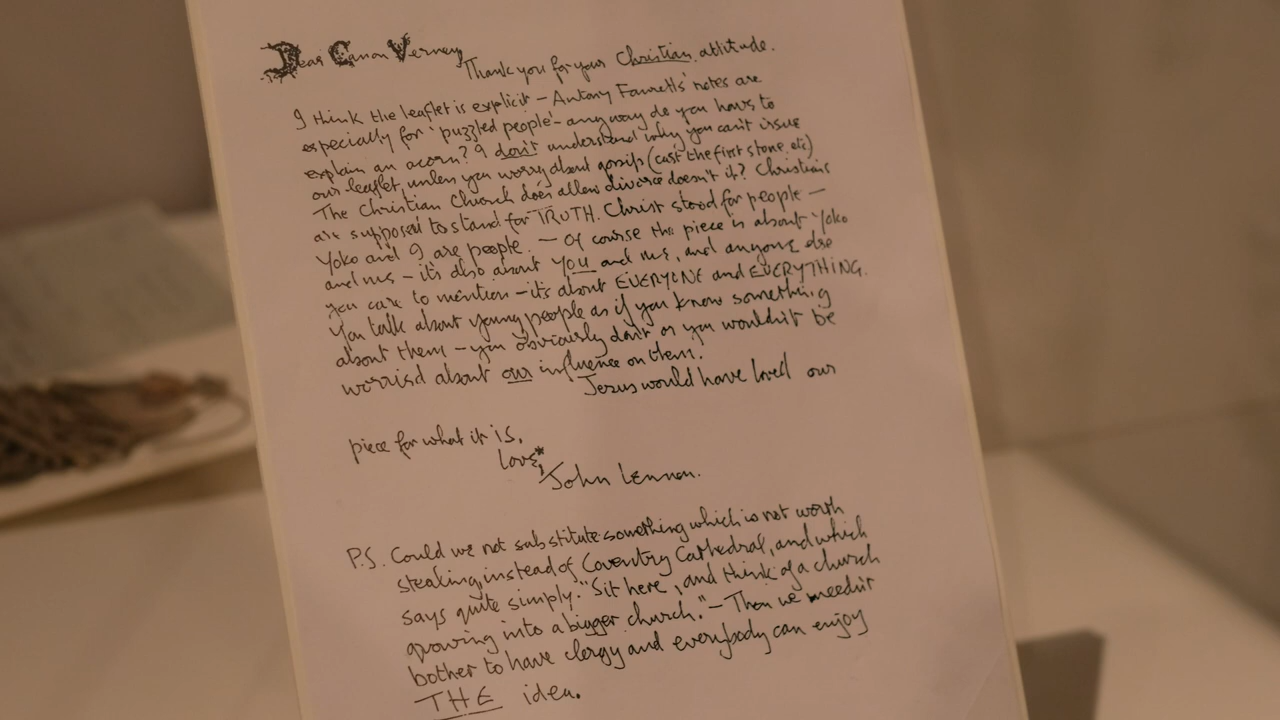 Dear Canon Verney,
Thank you for your Christian attitude.
I think the leaflet is explicit — Antony Fawcetts' notes are
especially for 'puzzled people' - anyway do you have to
explain an acorn? I don't understand why you can't issue
our leaflet, unless you worry about gossip (cast the first stone. etc)
The Christian Church does allow divorce doesn't it? Christians
are supposed to stand for TRUTH. Christ stood for people —
Yoko and I are people. — Of course the piece is about Yoko
and me - it's also about you and me, and anyone else
you care to mention - it's about EVERYONE and EVERYTHING.
You talk about young people as if you know something
about them - you obviously don't or you wouldn't be
worried about our influence on them.
Jesus would have loved our
piece for what it is.
love,*
John Lennon.
P.S. Could we not substitute something which is not worth
stealing, instead of Coventry Cathedral, and which
says quite simply: "Sit here, and think of a church
growing into a bigger church." - Then we needn't
bother to have clergy and everybody can enjoy
THE idea.